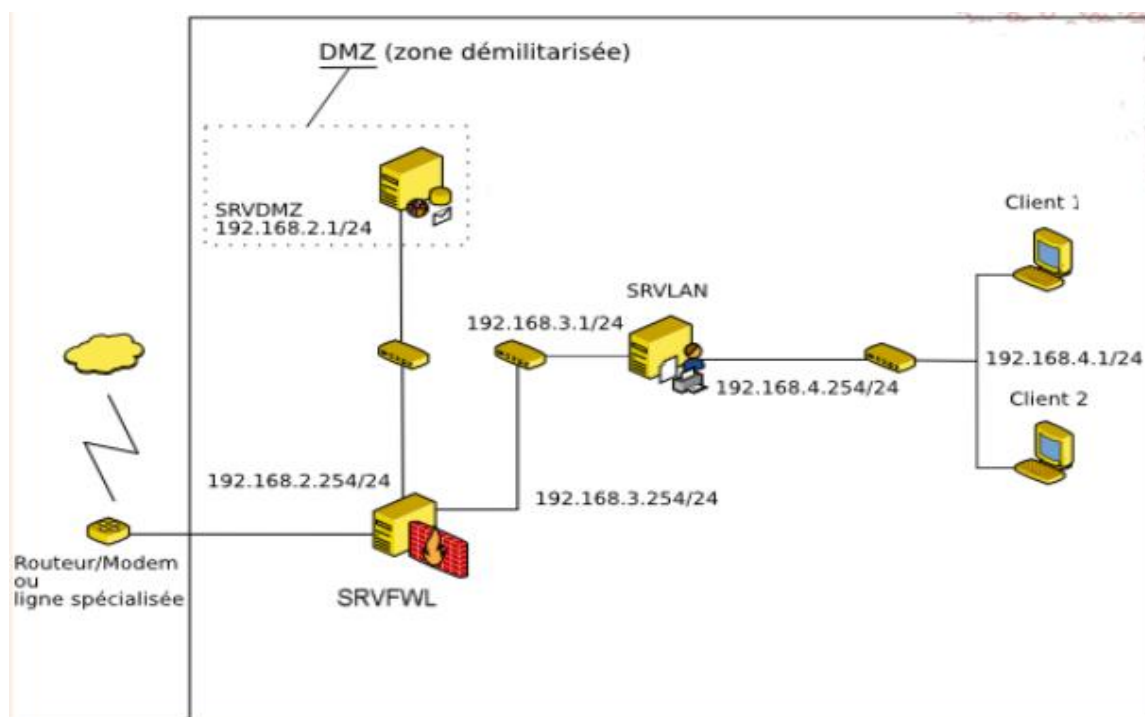 DMZ (zone démilitarisée)
SRVDMZ
192.168.2.1/24
Client 1
SRVLAN
192.168.3.1/24
192.168.4.1/24
192.168.4.254/24
Client 2
192.168.2.254/24
192.168.3.254/24
Routeur/Modem
ou
ligne spécialisée
SRVFWL